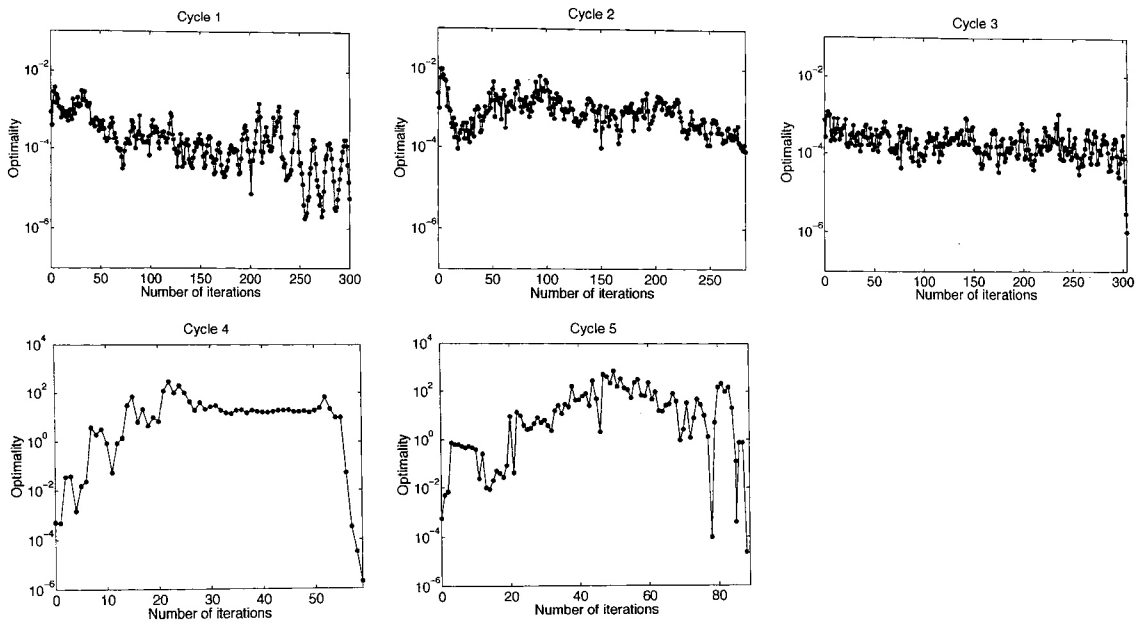 Cycle 1
Optimality
10^-2
10^-4
10^-6
0 50 100 150 200 250 300
Number of iterations
Cycle 2
Optimality
10^-2
10^-4
10^-6
0 50 100 150 200 250
Number of iterations
Cycle 3
Optimality
10^-2
10^-4
10^-6
0 50 100 150 200 250 300
Number of iterations
Cycle 4
Optimality
10^4
10^2
10^0
10^-2
10^-4
10^-6
0 10 20 30 40 50
Number of iterations
Cycle 5
Optimality
10^4
10^2
10^0
10^-2
10^-4
10^-6
0 20 40 60 80
Number of iterations